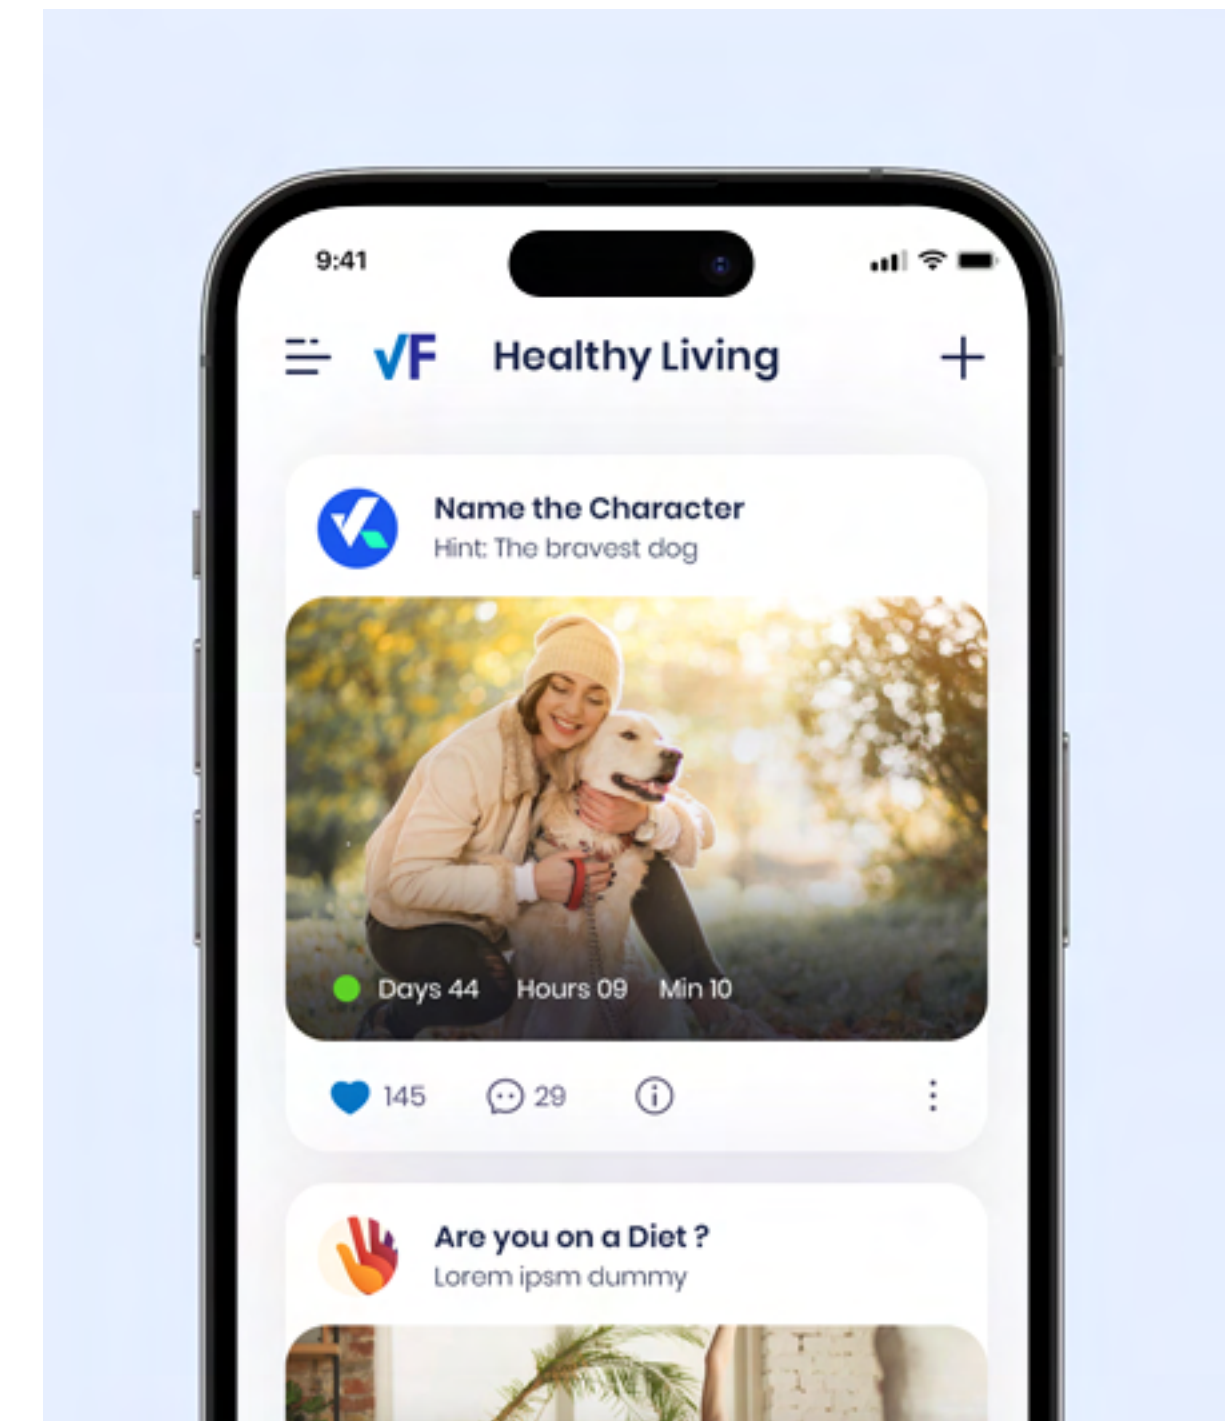 9:41
VF Healthy Living
Name the Character
Hint: The bravest dog
Days 44 Hours 09 Min 10
145 29
Are you on a Diet ?
Lorem ipsm dummy